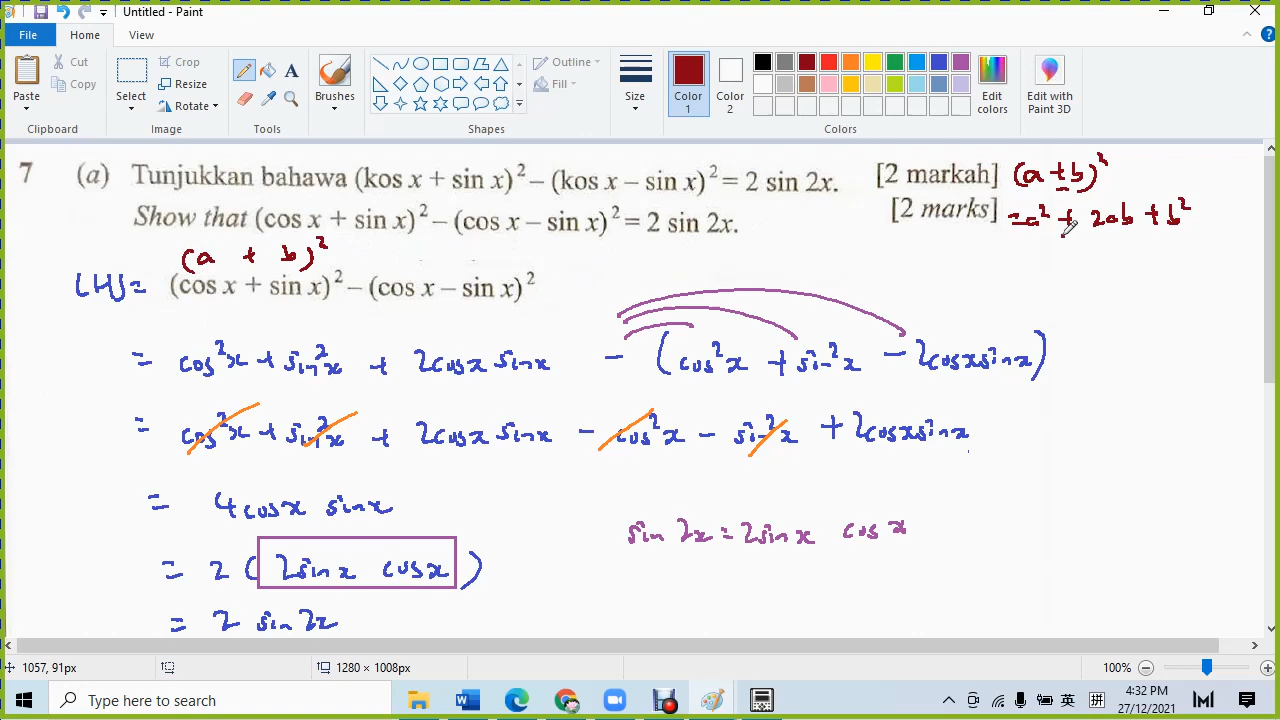 Untitled - Paint
File Home View
Paste
Cut
Copy
Clipboard
Select
Crop
Resize
Rotate
Image
Tools
Brushes
Shapes
Outline
Fill
Size
Color 1
Color 2
Colors
Edit colors
Edit with Paint 3D
7 (a) Tunjukkan bahawa (kos x + sin x)² – (kos x – sin x)² = 2 sin 2x. [2 markah] (a + b)²
Show that (cos x + sin x)² – (cos x – sin x)² = 2 sin 2x. [2 marks] = a² + 2ab + b²
(a + b)²
LHS = (cos x + sin x)² – (cos x – sin x)²
= cos²x + sin²x + 2cosx sinx – (cos²x + sin²x – 2cosxsinx)
= cos²x + sin²x + 2cosx sinx – cos²x – sin²x + 2cosxsinx
= 4cosx sinx
sin 2x = 2sinx cos x
= 2 (2sinx cosx)
= 2 sin2x
1057, 91px
1280 × 1008px
100%
Type here to search
英
拼
4:32 PM
27/12/2021